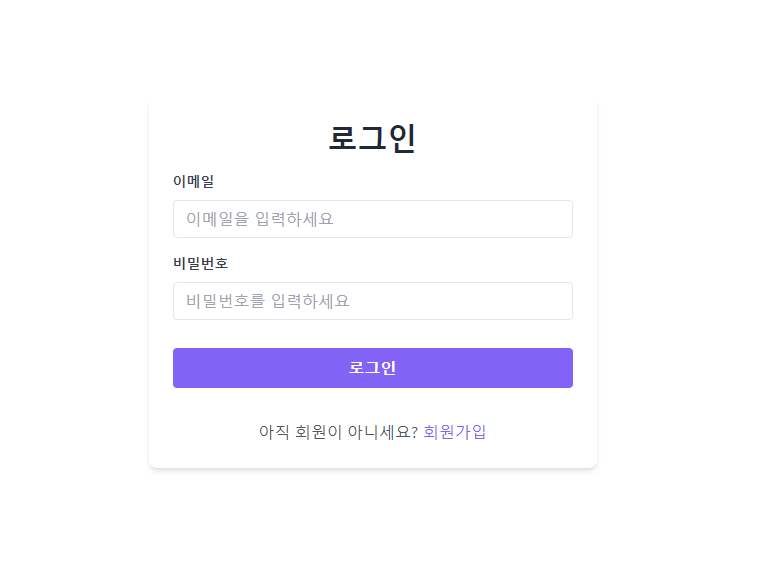 로그인
이메일
이메일을 입력하세요
비밀번호
비밀번호를 입력하세요
로그인
아직 회원이 아니세요? 회원가입